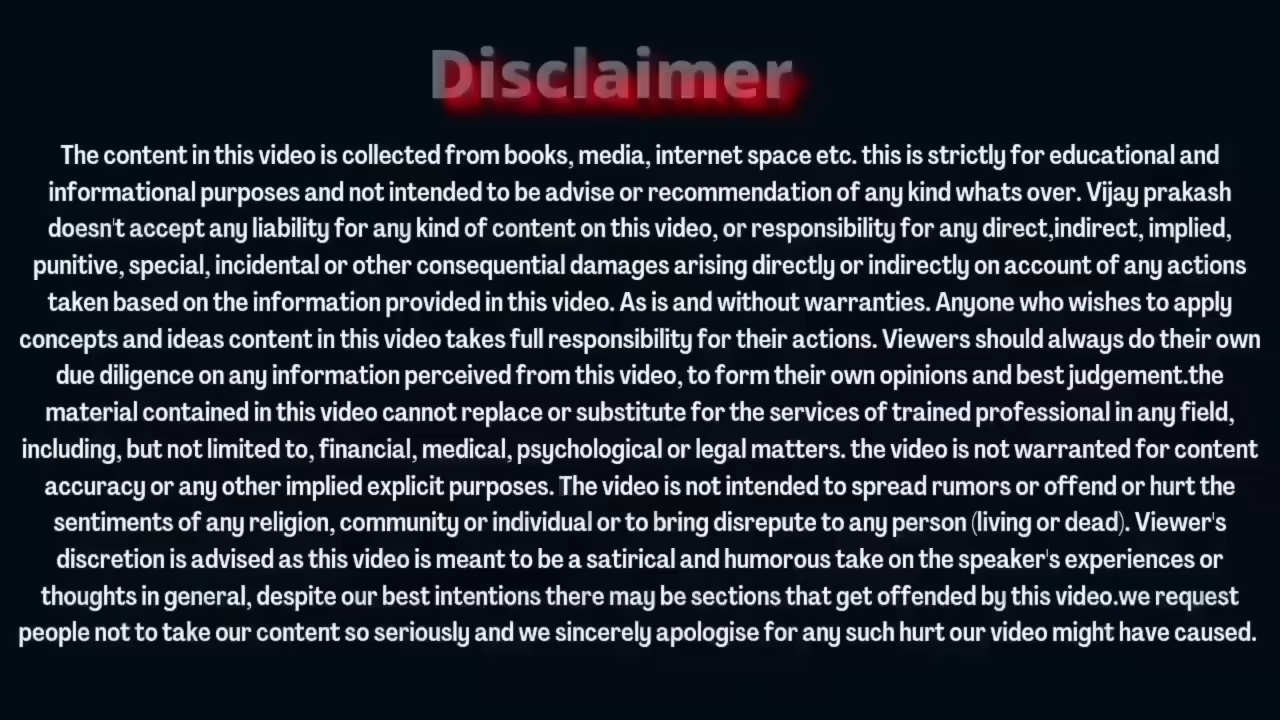 Disclaimer
The content in this video is collected from books, media, internet space etc. this is strictly for educational and
informational purposes and not intended to be advise or recommendation of any kind whats over. Vijay prakash
doesn't accept any liability for any kind of content on this video, or responsibility for any direct,indirect, implied,
punitive, special, incidental or other consequential damages arising directly or indirectly on account of any actions
taken based on the information provided in this video. As is and without warranties. Anyone who wishes to apply
concepts and ideas content in this video takes full responsibility for their actions. Viewers should always do their own
due diligence on any information perceived from this video, to form their own opinions and best judgement.the
material contained in this video cannot replace or substitute for the services of trained professional in any field,
including, but not limited to, financial, medical, psychological or legal matters. the video is not warranted for content
accuracy or any other implied explicit purposes. The video is not intended to spread rumors or offend or hurt the
sentiments of any religion, community or individual or to bring disrepute to any person (living or dead). Viewer's
discretion is advised as this video is meant to be a satirical and humorous take on the speaker's experiences or
thoughts in general, despite our best intentions there may be sections that get offended by this video.we request
people not to take our content so seriously and we sincerely apologise for any such hurt our video might have caused.